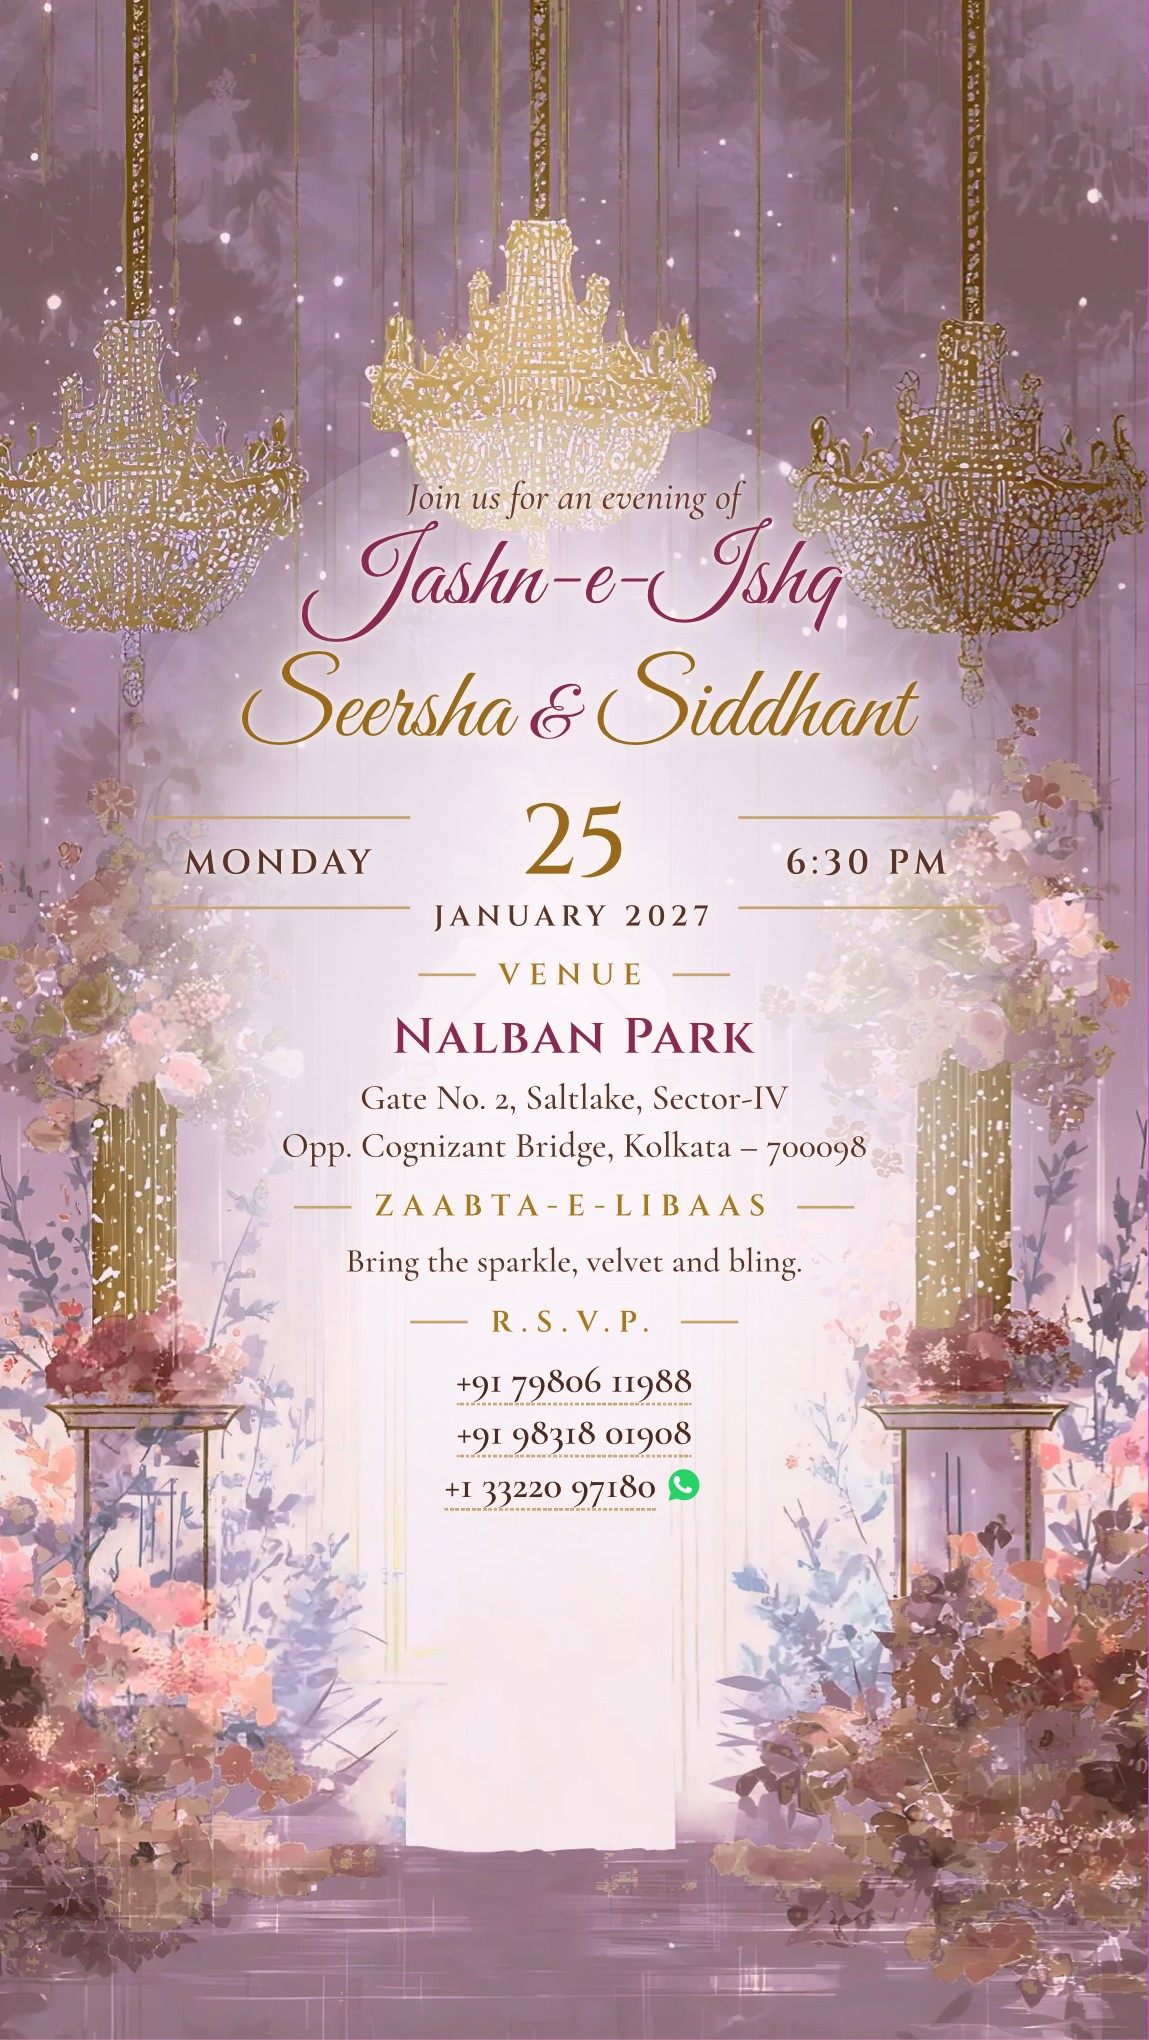 Join us for an evening of
Jashn-e-Ishq
Seersha & Siddhant
MONDAY
25
6:30 PM
JANUARY 2027
VENUE
NALBAN PARK
Gate No. 2, Saltlake, Sector-IV
Opp. Cognizant Bridge, Kolkata – 700098
ZAABTA-E-LIBAAS
Bring the sparkle, velvet and bling.
R.S.V.P.
+91 79806 11988
+91 98318 01908
+1 33220 97180